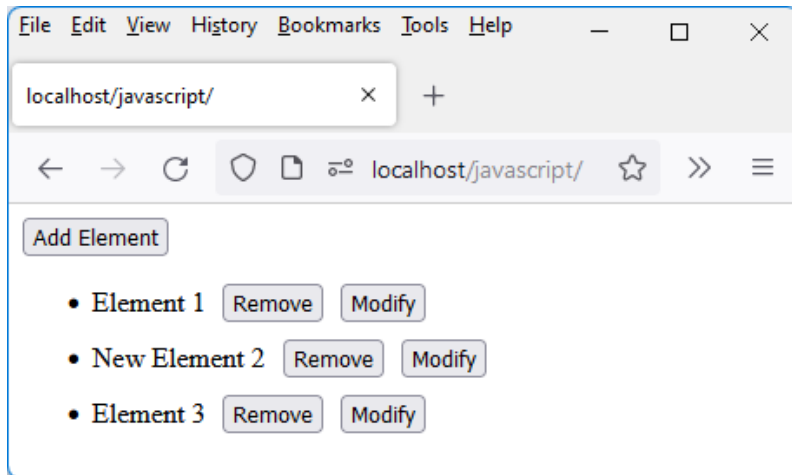 File Edit View History Bookmarks Tools Help
localhost/javascript/
localhost/javascript/
Add Element
• Element 1 Remove Modify
• New Element 2 Remove Modify
• Element 3 Remove Modify